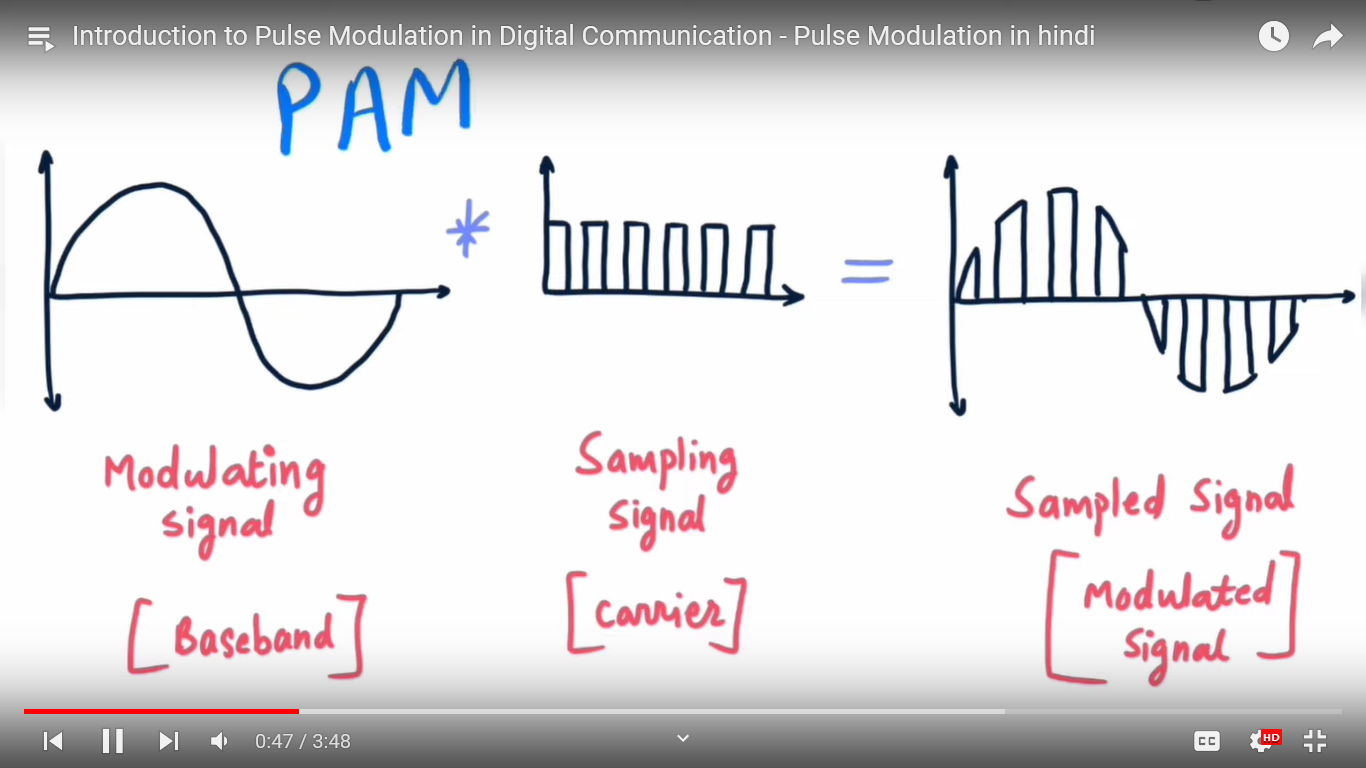 Introduction to Pulse Modulation in Digital Communication - Pulse Modulation in hindi
PAM
*
=
Modulating
signal
[Baseband]
Sampling
signal
[Carrier]
Sampled Signal
[Modulated
signal]
0:47 / 3:48
CC
HD